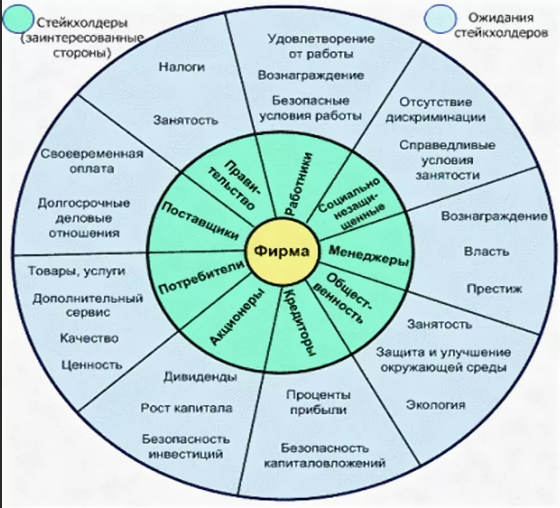 Стейкхолдеры
(заинтересованные
стороны)
Ожидания
стейкхолдеров
Удовлетворение
от работы
Вознаграждение
Безопасные
условия работы
Отсутствие
дискриминации
Справедливые
условия
занятости
Вознаграждение
Власть
Престиж
Занятость
Защита и улучшение
окружающей среды
Экология
Проценты
прибыли
Безопасность
капиталовложений
Дивиденды
Рост капитала
Безопасность
инвестиций
Товары, услуги
Дополнительный
сервис
Качество
Ценность
Своевременная
оплата
Долгосрочные
деловые
отношения
Налоги
Занятость
Работники
Социально
незащи-
щенные
Менеджеры
Общест-
венность
Кредиторы
Акционеры
Потребители
Поставщики
Прави-
тельство
Фирма